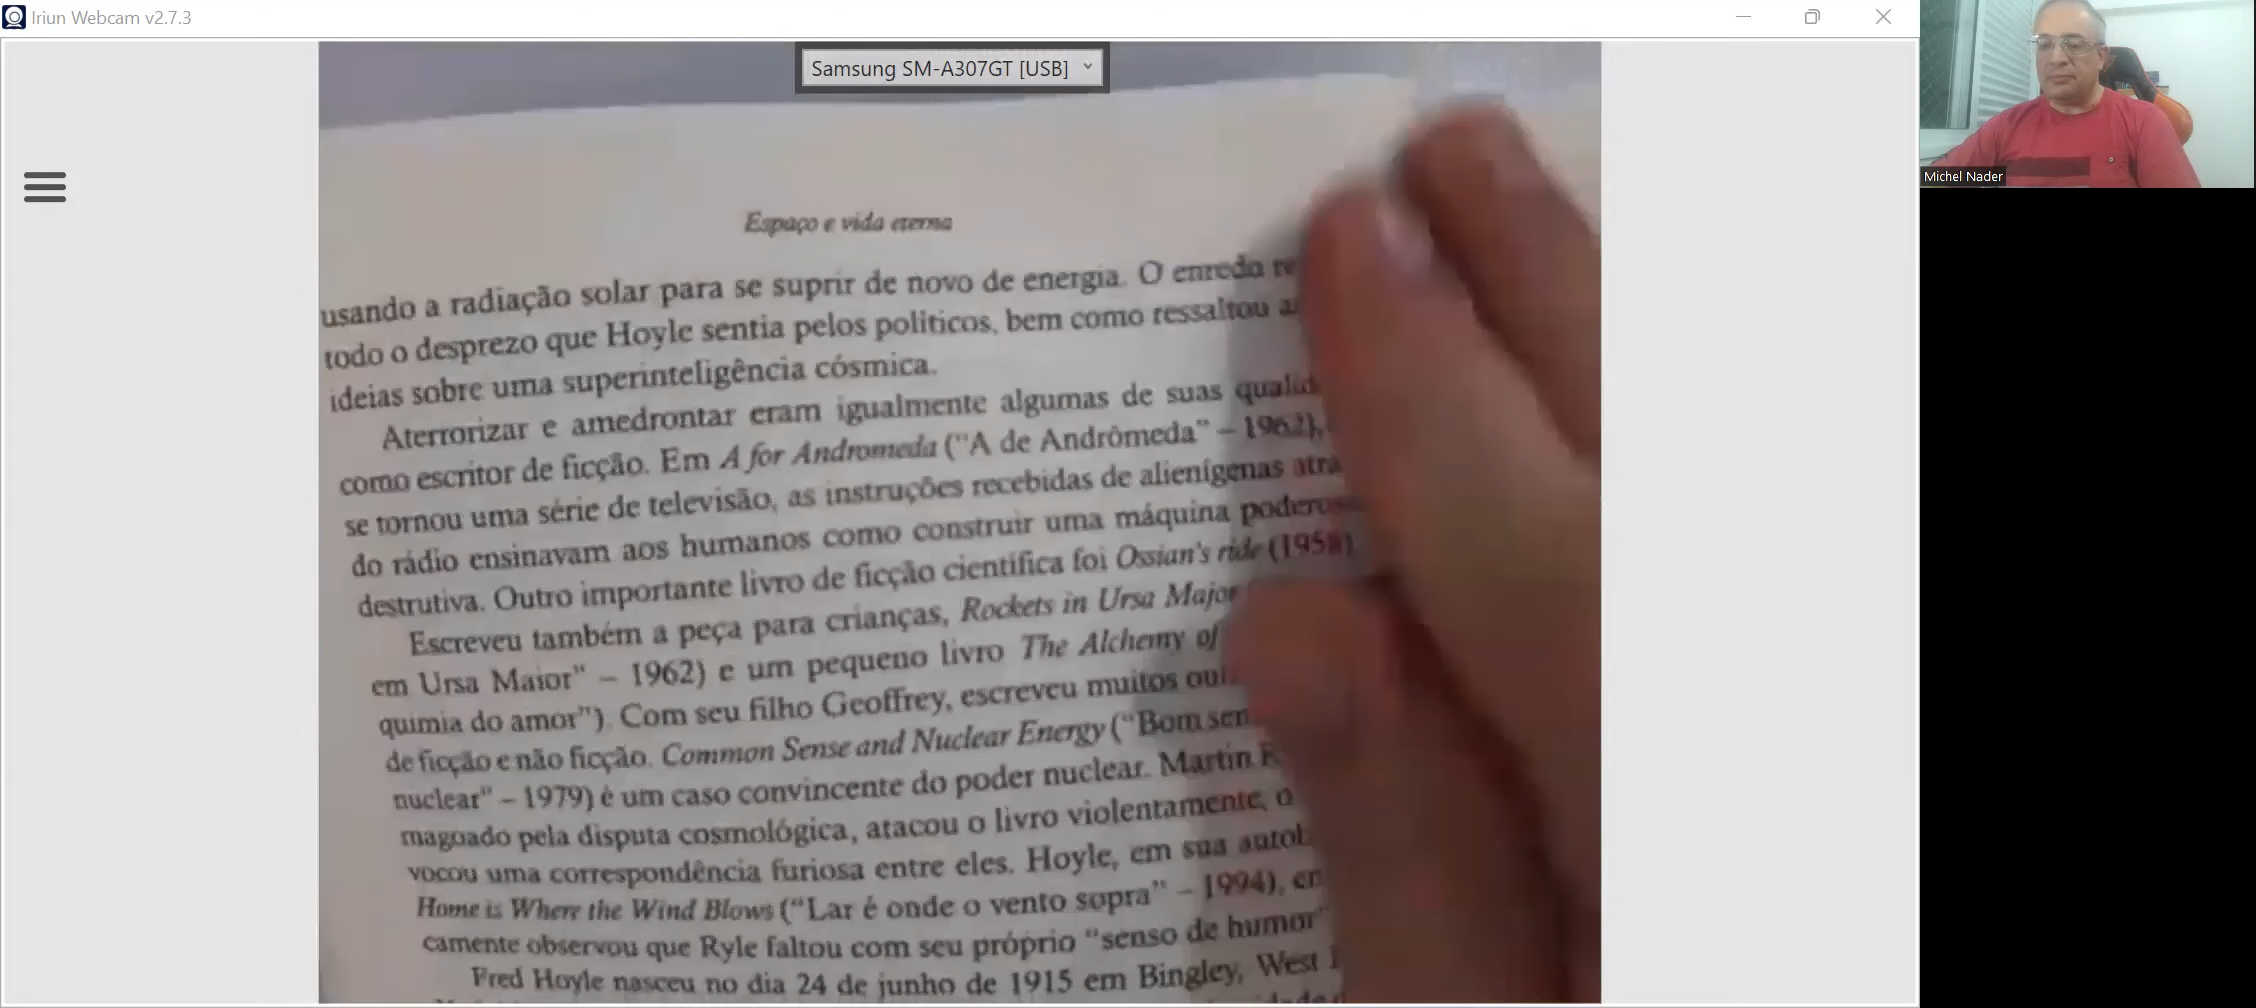 Iriun Webcam v2.7.3
Samsung SM-A307GT [USB]
Michel Nader
Espaço e vida eterna
usando a radiação solar para se suprir de novo de energia. O enredo re
todo o desprezo que Hoyle sentia pelos políticos, bem como ressaltou
ideias sobre uma superinteligência cósmica.
Aterrorizar e amedrontar eram igualmente algumas de suas qualid
como escritor de ficção. Em A for Andromeda ("A de Andrômeda" – 1962),
se tornou uma série de televisão, as instruções recebidas de alienígenas atra
do rádio ensinavam aos humanos como construir uma máquina poderos
destrutiva. Outro importante livro de ficção científica foi Ossian's ride (1958)
Escreveu também a peça para crianças, Rockets in Ursa Major
em Ursa Maior" – 1962) e um pequeno livro The Alchemy of
quimia do amor"). Com seu filho Geoffrey, escreveu muitos ou
de ficção e não ficção. Common Sense and Nuclear Energy ("Bom sen
nuclear" – 1979) é um caso convincente do poder nuclear. Martin R
magoado pela disputa cosmológica, atacou o livro violentamente, o
vocou uma correspondência furiosa entre eles. Hoyle, em sua autob
Home is Where the Wind Blows ("Lar é onde o vento sopra" – 1994), en
camente observou que Ryle faltou com seu próprio "senso de humor"
Fred Hoyle nasceu no dia 24 de junho de 1915 em Bingley, West